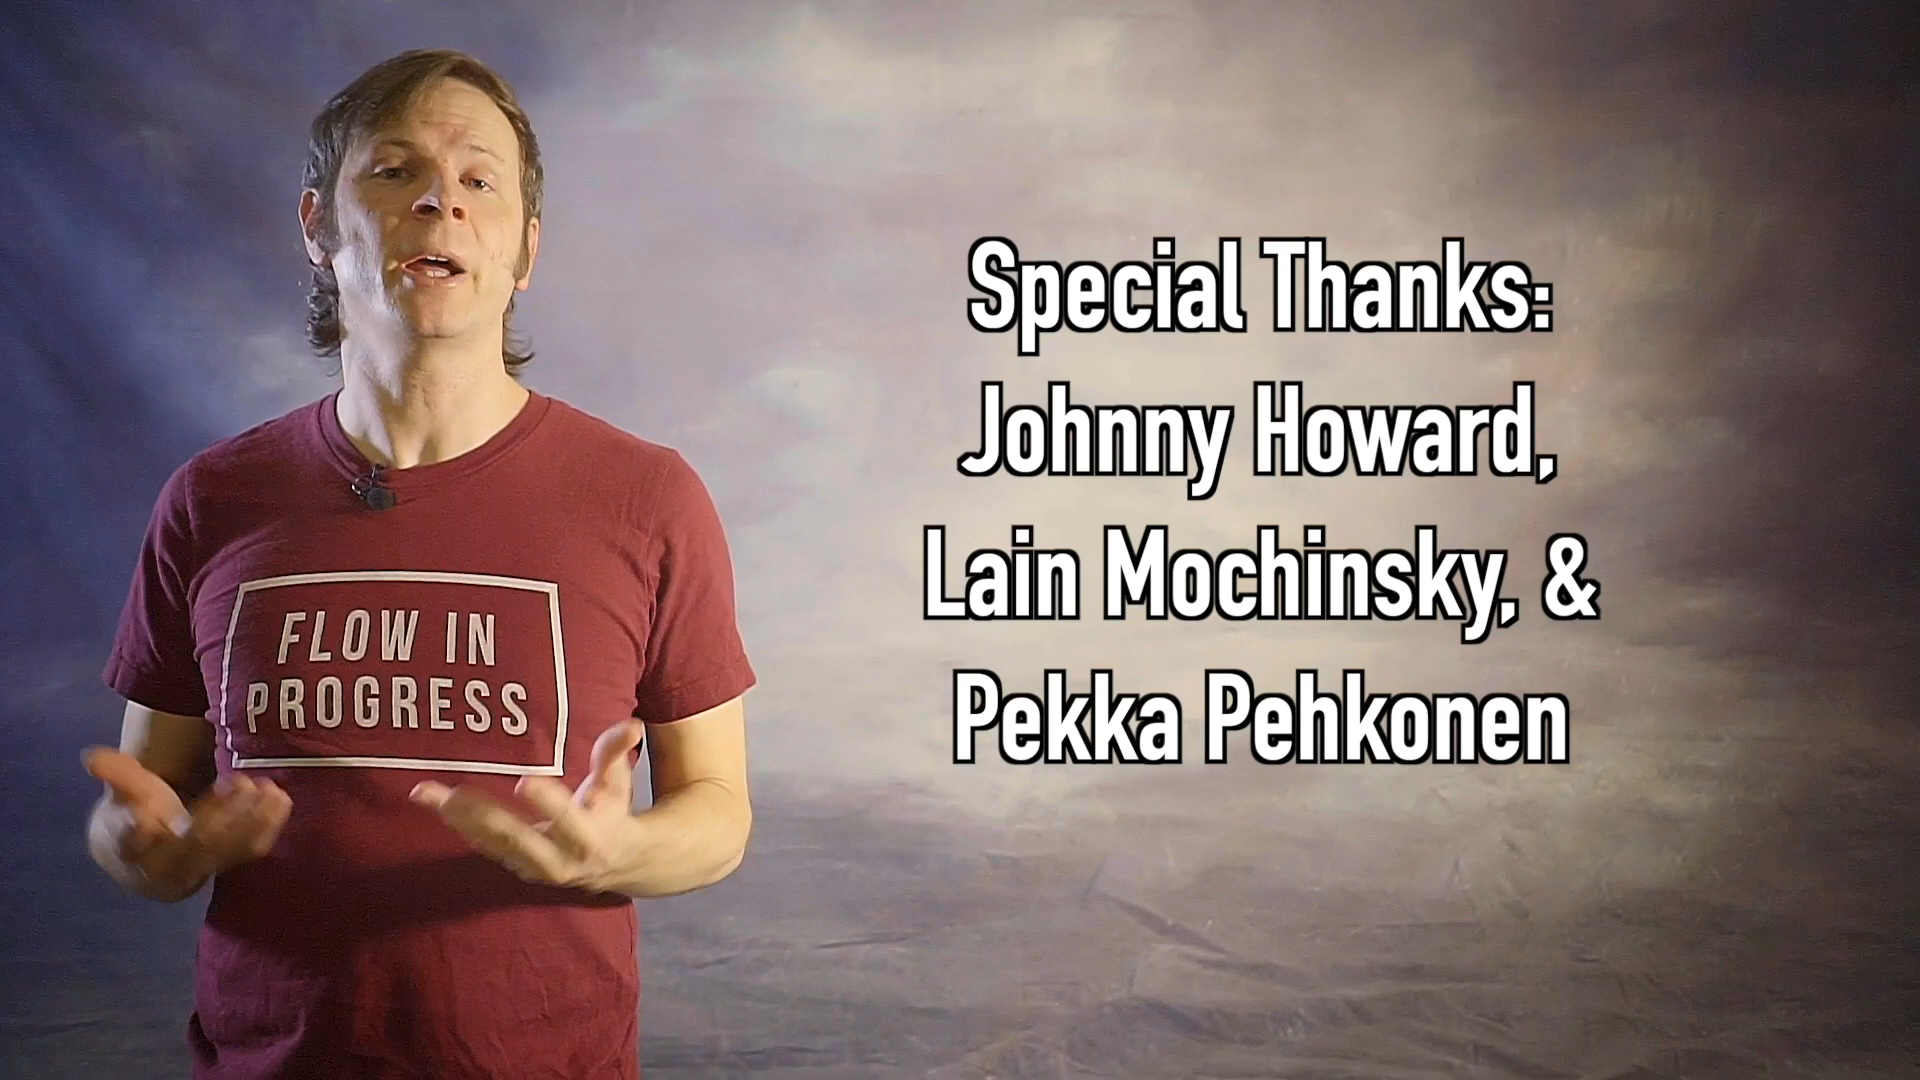 Special Thanks:
Johnny Howard,
Lain Mochinsky, &
Pekka Pehkonen
FLOW IN
PROGRESS